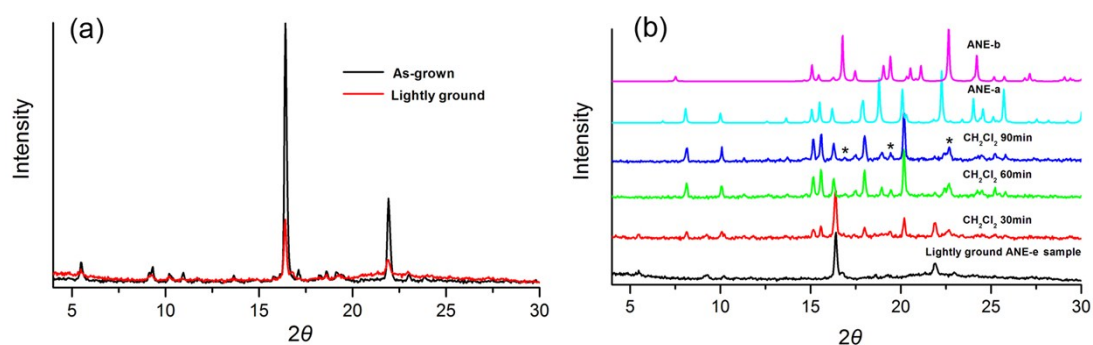 (a)
As-grown
Lightly ground
Intensity
5 10 15 20 25 30
2θ
(b)
ANE-b
ANE-a
CH₂Cl₂ 90min
* * *
CH₂Cl₂ 60min
CH₂Cl₂ 30min
Lightly ground ANE-e sample
Intensity
5 10 15 20 25 30
2θ